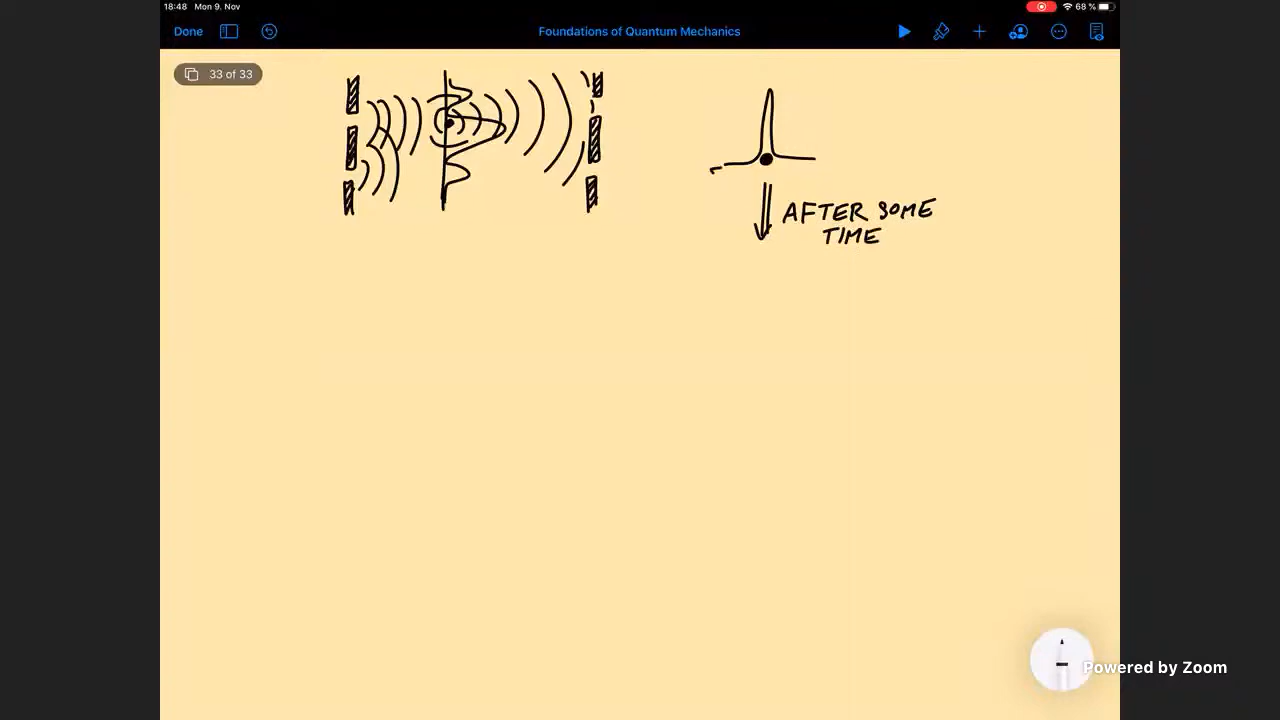 18:48 Mon 9. Nov
68 %
Done
Foundations of Quantum Mechanics
33 of 33
AFTER SOME
TIME
Powered by Zoom